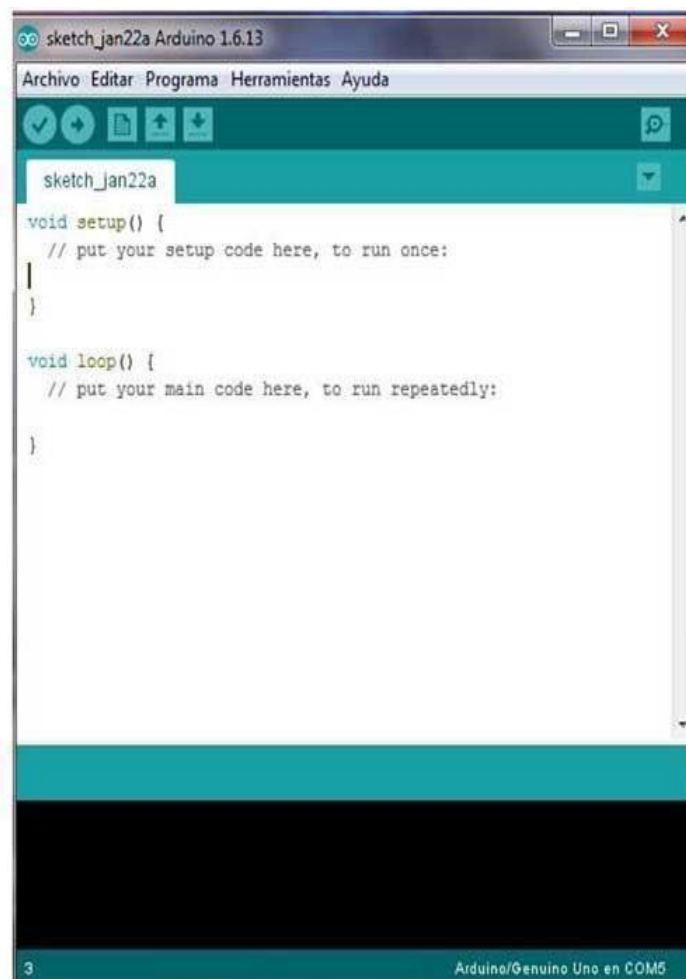 sketch_jan22a Arduino 1.6.13
Archivo Editar Programa Herramientas Ayuda
sketch_jan22a
void setup() {
  // put your setup code here, to run once:

}

void loop() {
  // put your main code here, to run repeatedly:

}
3
Arduino/Genuino Uno en COM5